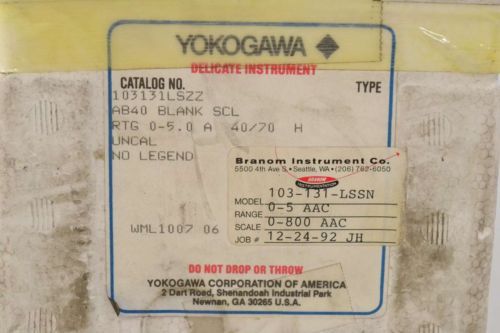 YOKOGAWA
DELICATE INSTRUMENT
CATALOG NO. TYPE
103131LSZZ
AB40 BLANK SCL
RTG 0-5.0 A 40/70 H
UNCAL
NO LEGEND
WML1007 06
Branom Instrument Co.
5500 4th Ave S. • Seattle, WA • (206) 762-6050
BRANOM
INSTRUMENTATION
MODEL 103-131-LSSN
RANGE 0-5 AAC
SCALE 0-800 AAC
JOB # 12-24-92 JH
DO NOT DROP OR THROW
YOKOGAWA CORPORATION OF AMERICA
2 Dart Road, Shenandoah Industrial Park
Newnan, GA 30265 U.S.A.